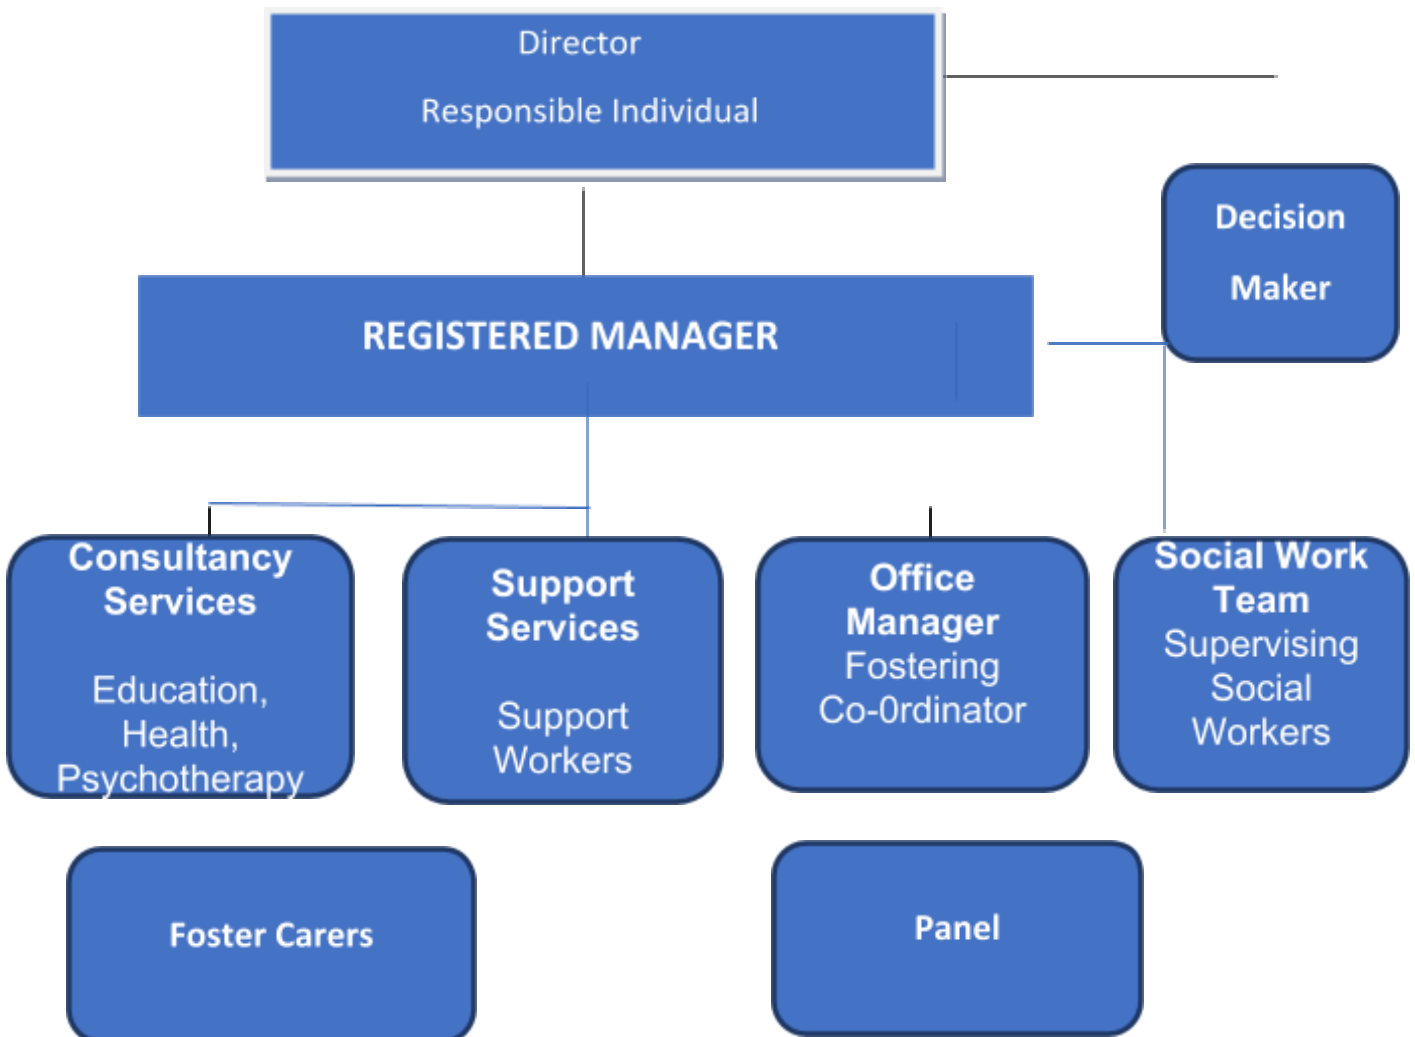 Director
Responsible Individual
Decision
Maker
REGISTERED MANAGER
Consultancy
Services
Education,
Health,
Psychotherapy
Support
Services
Support
Workers
Office
Manager
Fostering
Co-0rdinator
Social Work
Team
Supervising
Social
Workers
Foster Carers
Panel